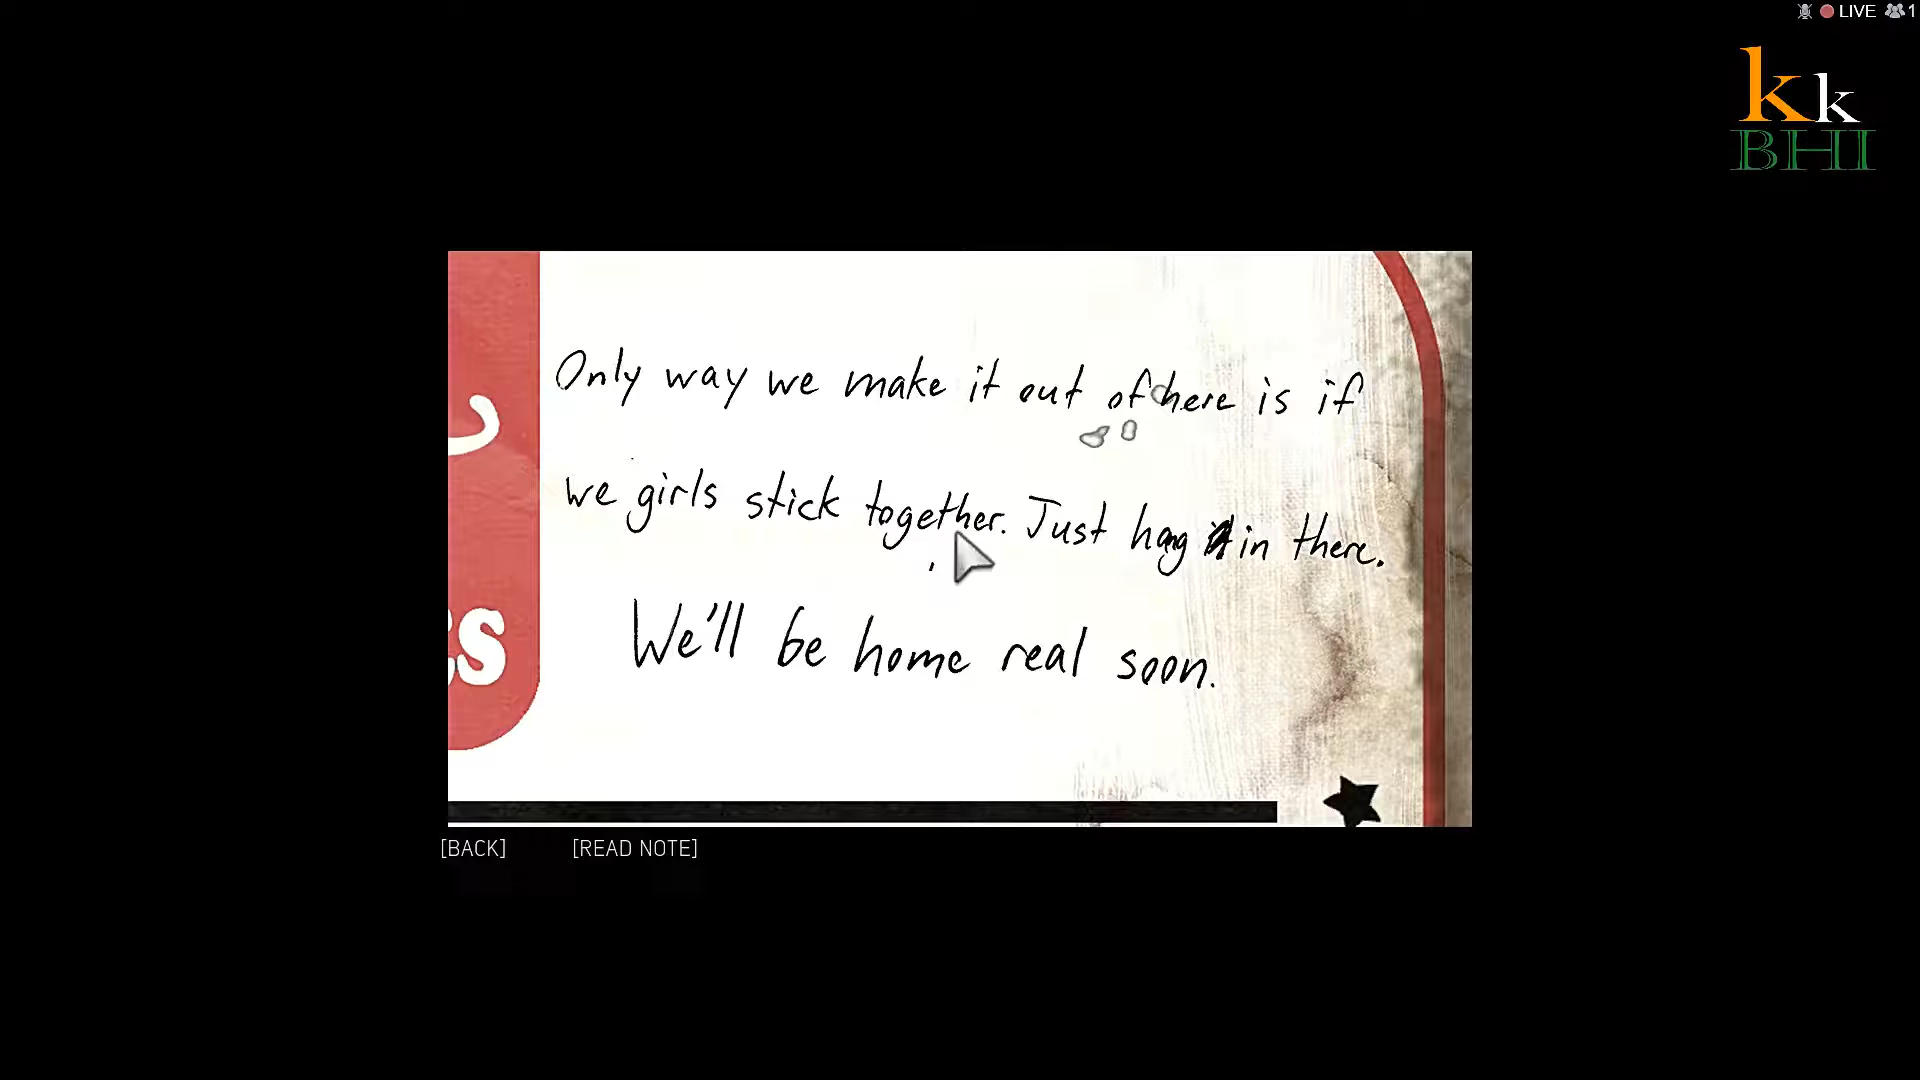 LIVE 1
kk
BHI
Only way we make it out of here is if
we girls stick together. Just hang in there.
We'll be home real soon.
[BACK] [READ NOTE]